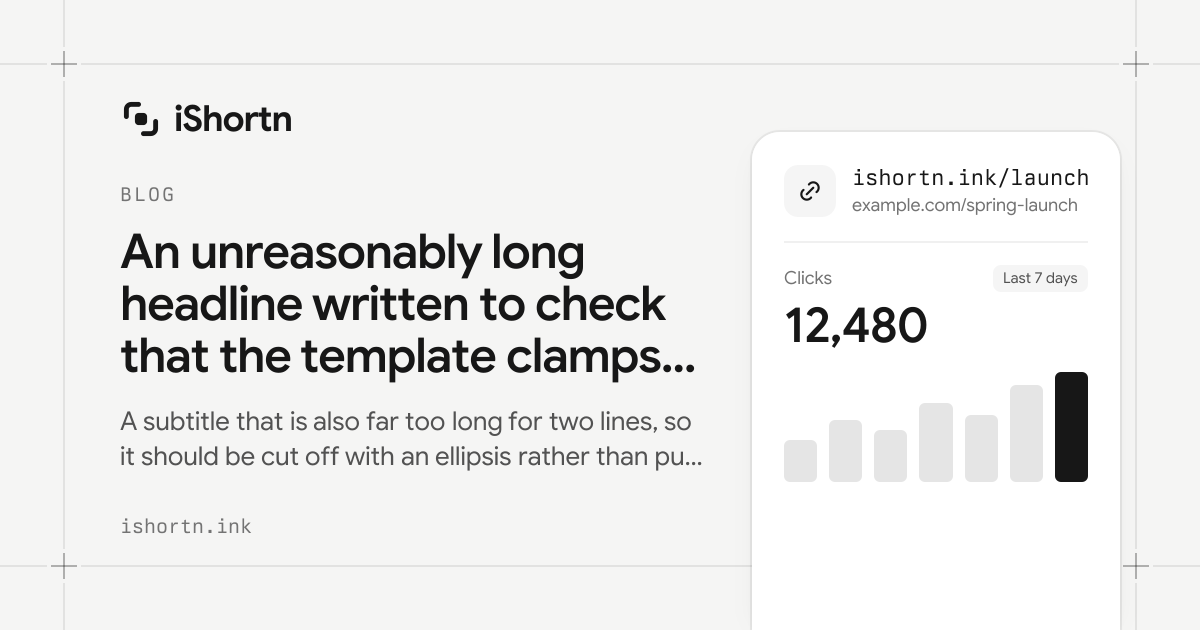 iShortn
BLOG
An unreasonably long
headline written to check
that the template clamps...
A subtitle that is also far too long for two lines, so
it should be cut off with an ellipsis rather than pu...
ishortn.ink
ishortn.ink/launch
example.com/spring-launch
Clicks
Last 7 days
12,480